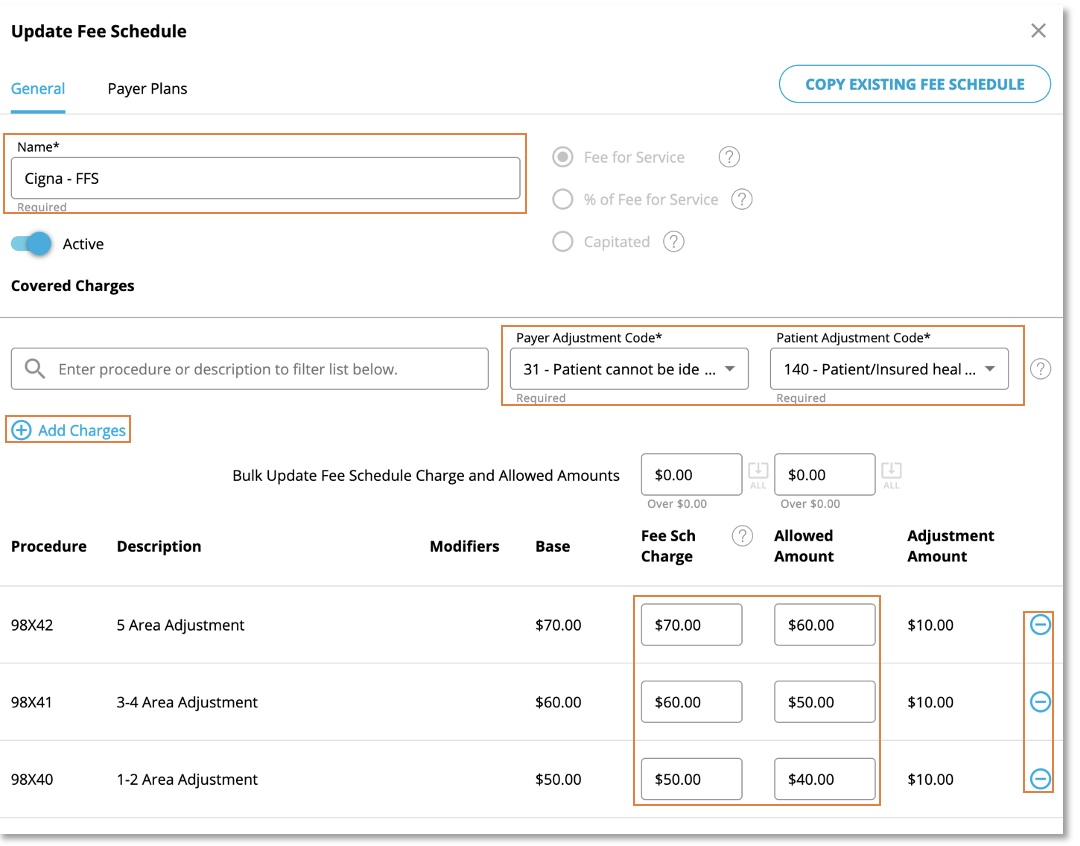 Update Fee Schedule
General
Payer Plans
COPY EXISTING FEE SCHEDULE
Name*
Cigna - FFS
Required
Fee for Service
?
% of Fee for Service
?
Capitated
?
Active
Covered Charges
Enter procedure or description to filter list below.
Payer Adjustment Code*
31 - Patient cannot be ide ...
Required
Patient Adjustment Code*
140 - Patient/Insured heal ...
Required
?
Add Charges
Bulk Update Fee Schedule Charge and Allowed Amounts
$0.00
ALL
Over $0.00
$0.00
ALL
Over $0.00
Procedure
Description
Modifiers
Base
Fee Sch
Charge
?
Allowed
Amount
Adjustment
Amount
98X42 5 Area Adjustment $70.00 $70.00 $60.00 $10.00
98X41 3-4 Area Adjustment $60.00 $60.00 $50.00 $10.00
98X40 1-2 Area Adjustment $50.00 $50.00 $40.00 $10.00